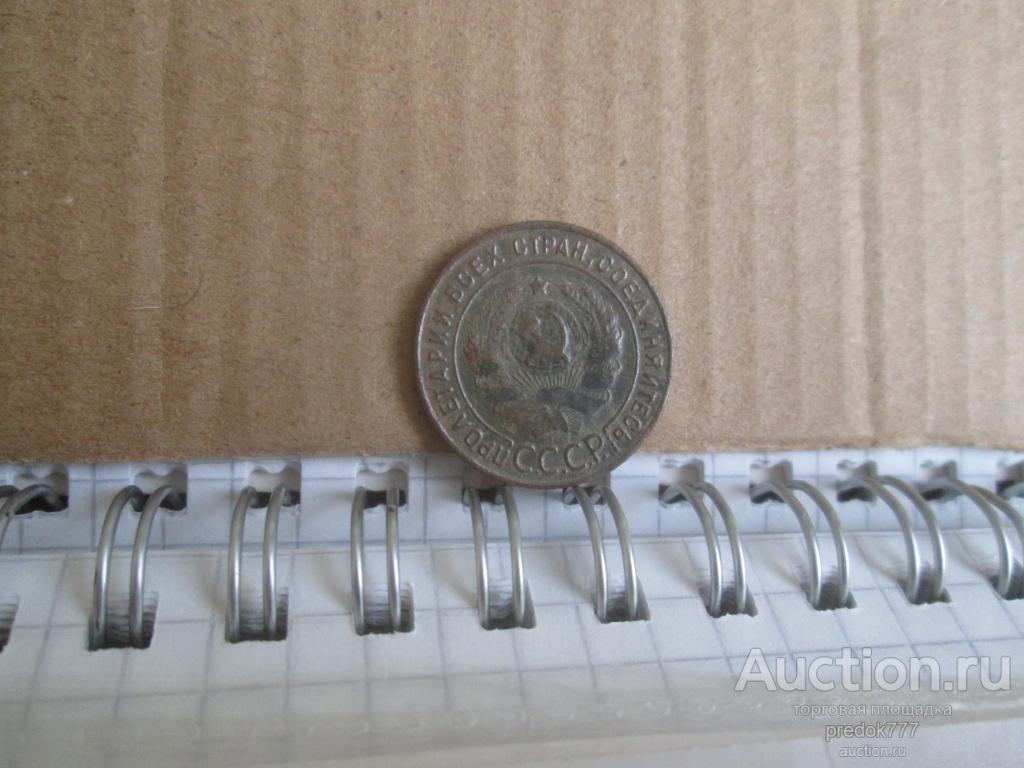 ПРОЛЕТАРИИ ВСЕХ СТРАН, СОЕДИНЯЙТЕСЬ!
С.С.С.Р.
Auction.ru
торговая площадка
predok777
auction.ru